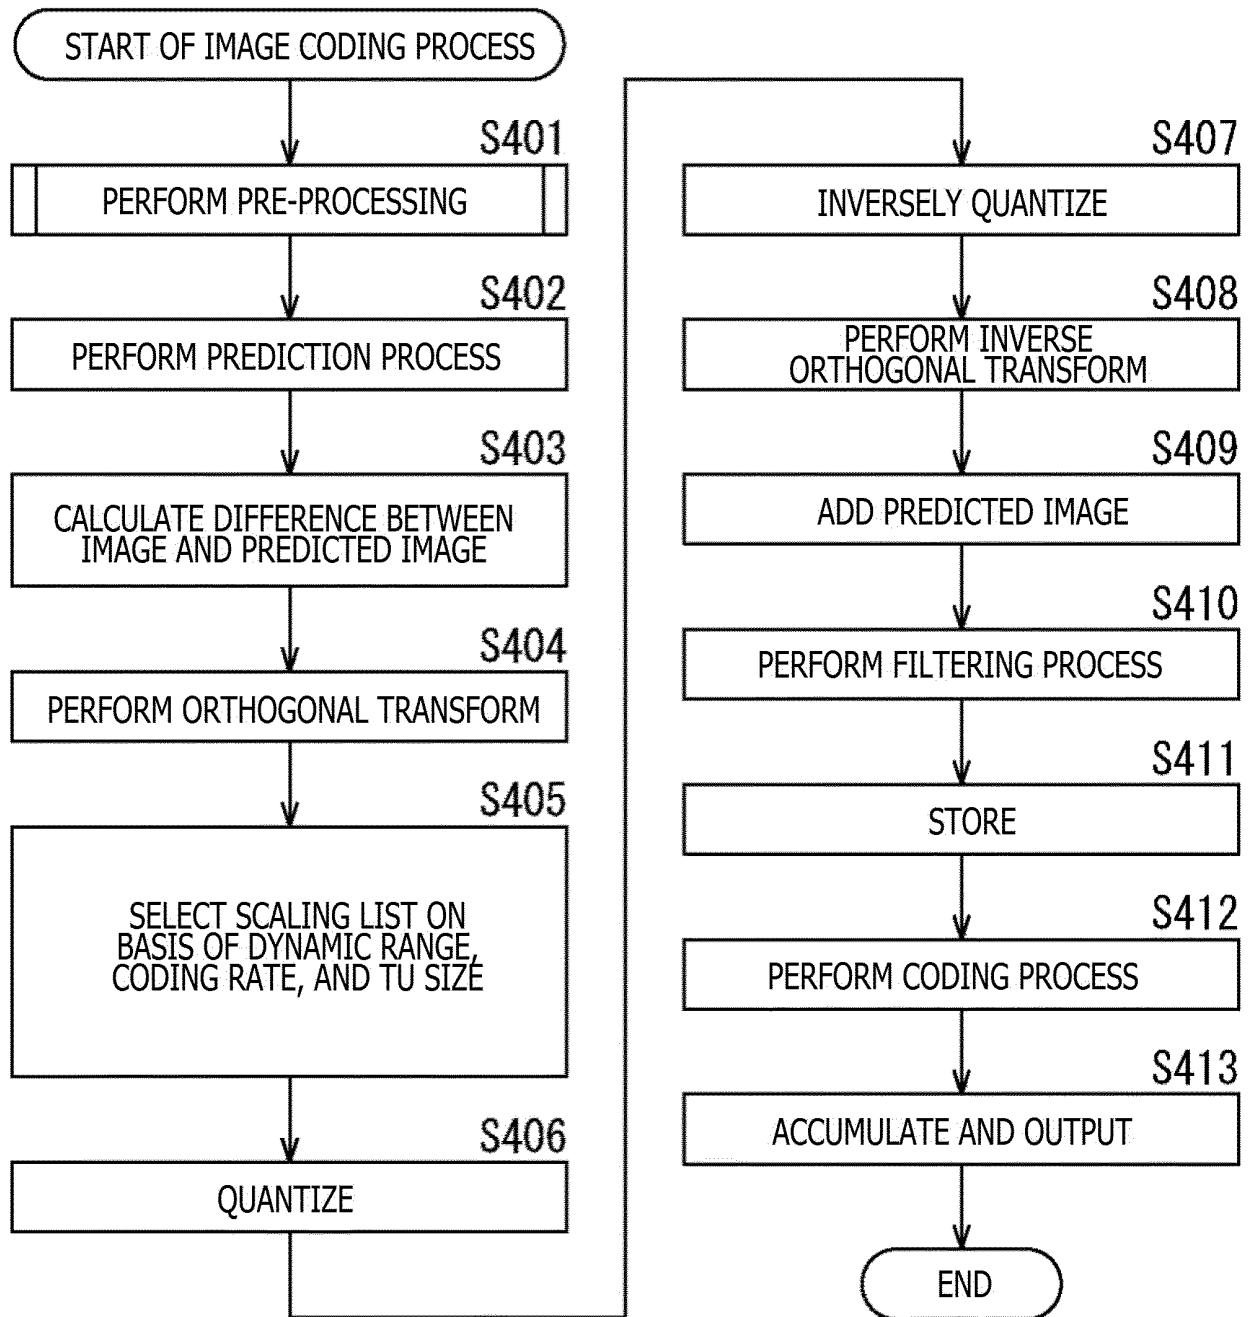 START OF IMAGE CODING PROCESS
S401
PERFORM PRE-PROCESSING
S402
PERFORM PREDICTION PROCESS
S403
CALCULATE DIFFERENCE BETWEEN
IMAGE AND PREDICTED IMAGE
S404
PERFORM ORTHOGONAL TRANSFORM
S405
SELECT SCALING LIST ON
BASIS OF DYNAMIC RANGE,
CODING RATE, AND TU SIZE
S406
QUANTIZE
S407
INVERSELY QUANTIZE
S408
PERFORM INVERSE
ORTHOGONAL TRANSFORM
S409
ADD PREDICTED IMAGE
S410
PERFORM FILTERING PROCESS
S411
STORE
S412
PERFORM CODING PROCESS
S413
ACCUMULATE AND OUTPUT
END